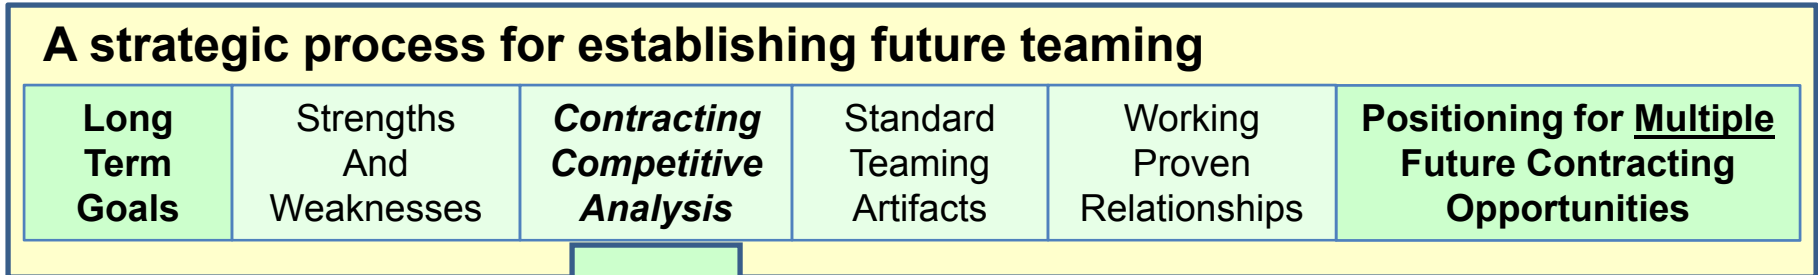 A strategic process for establishing future teaming
Long
Term
Goals
Strengths
And
Weaknesses
Contracting
Competitive
Analysis
Standard
Teaming
Artifacts
Working
Proven
Relationships
Positioning for Multiple
Future Contracting
Opportunities